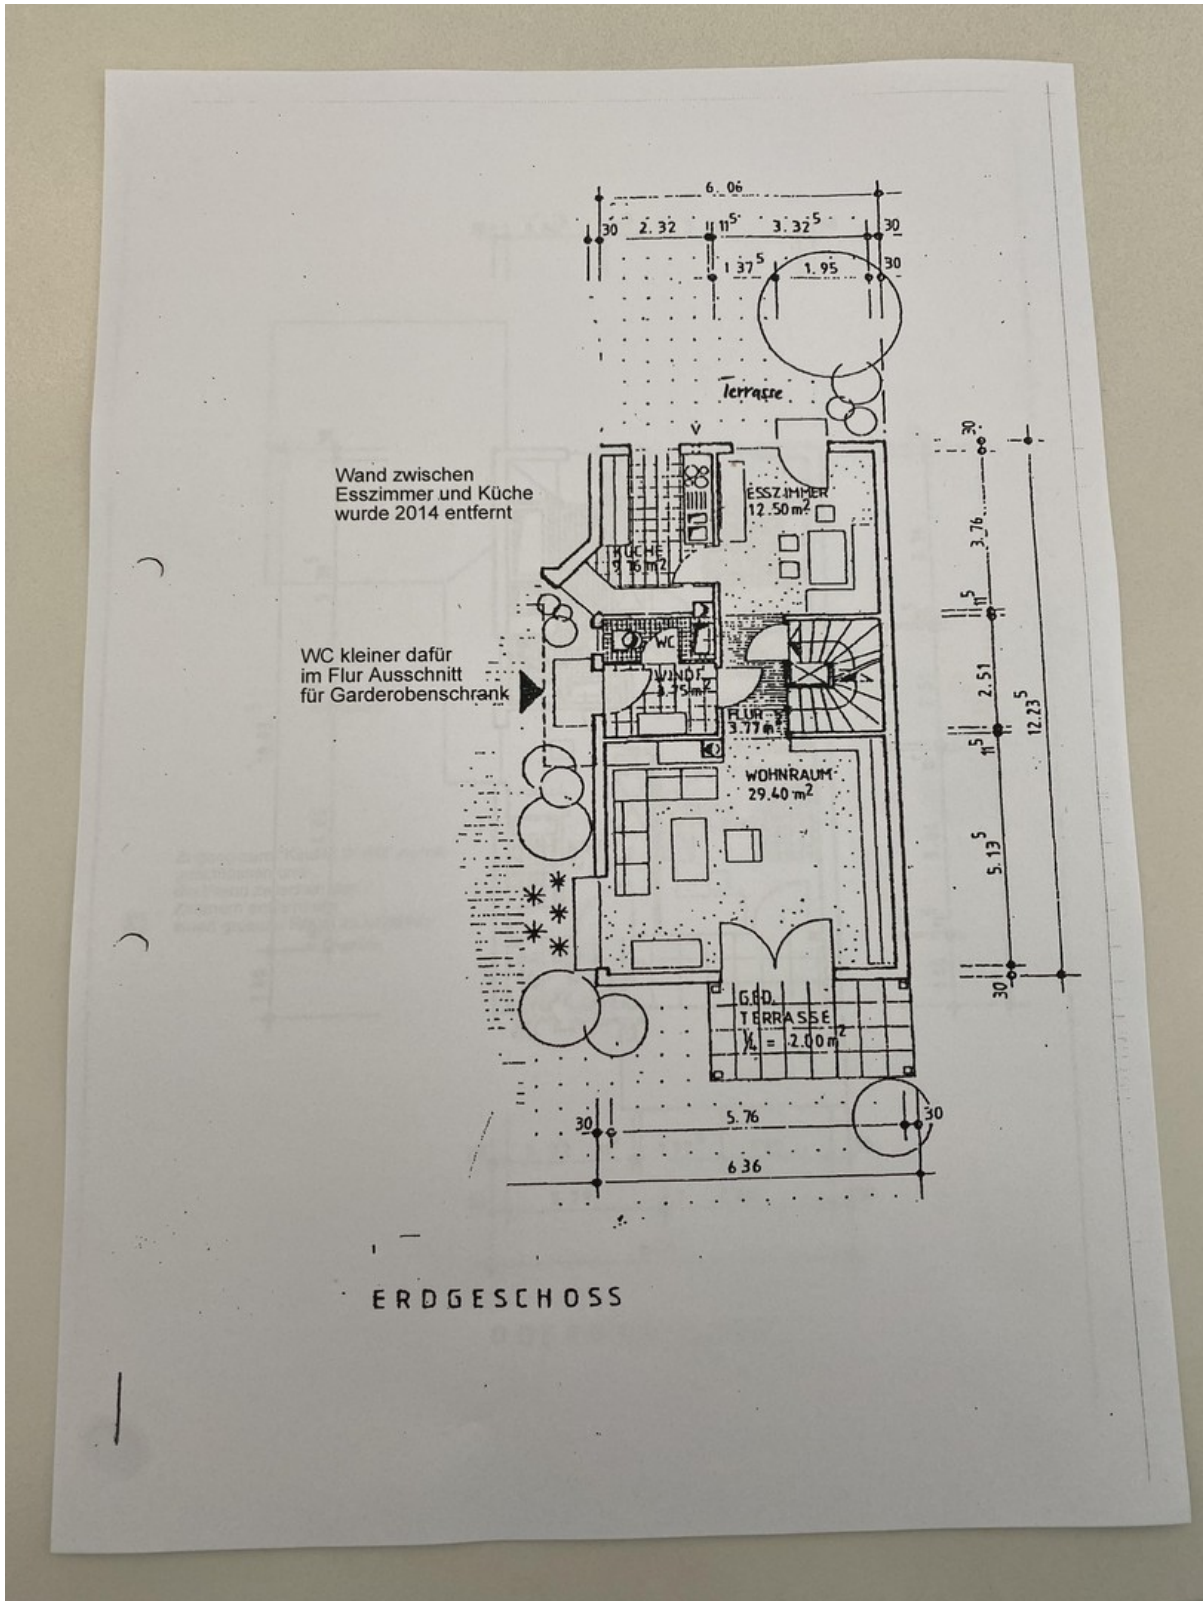 6.06
30 2.32 11⁵ 3.32⁵ 30
1 37⁵ 1.95 30
Terrasse
Wand zwischen
Esszimmer und Küche
wurde 2014 entfernt
ESSZIMMER
12.50 m²
KÜCHE
WC
WC kleiner dafür
im Flur Ausschnitt
für Garderobenschrank
FLUR
3.77 m²
WOHNRAUM
29.40 m²
GED.
TERRASSE
¼ = 2.00 m²
30
3.76
11⁵
2.51
11⁵
5.13⁵
30
12.23⁵
30 5.76 30
6 36
ERDGESCHOSS